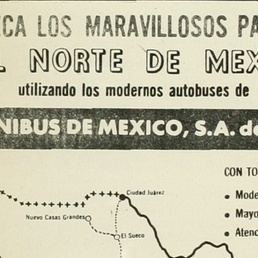 ZCA LOS MARAVILLOSOS PA
L NORTE DE MEX
utilizando los modernos autobuses de
NIBUS DE MEXICO, S.A. de
CON TO
Ciudad Juárez
• Mode
Nuevo Casas Grandes
• Mayo
El Sueco
• Atenc